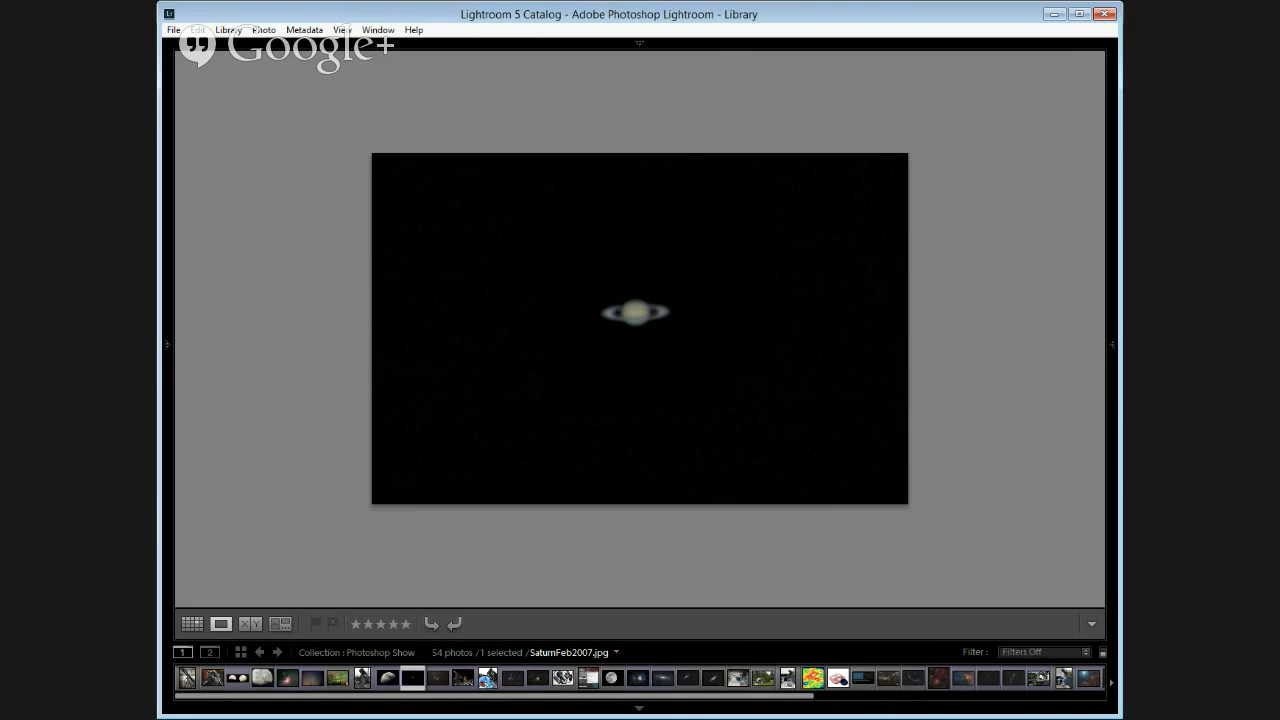 Lightroom 5 Catalog - Adobe Photoshop Lightroom - Library
File Edit Library Photo Metadata View Window Help
Google+
X Y
1 2 Collection : Photoshop Show 54 photos / 1 selected / SaturnFeb2007.jpg Filter : Filters Off